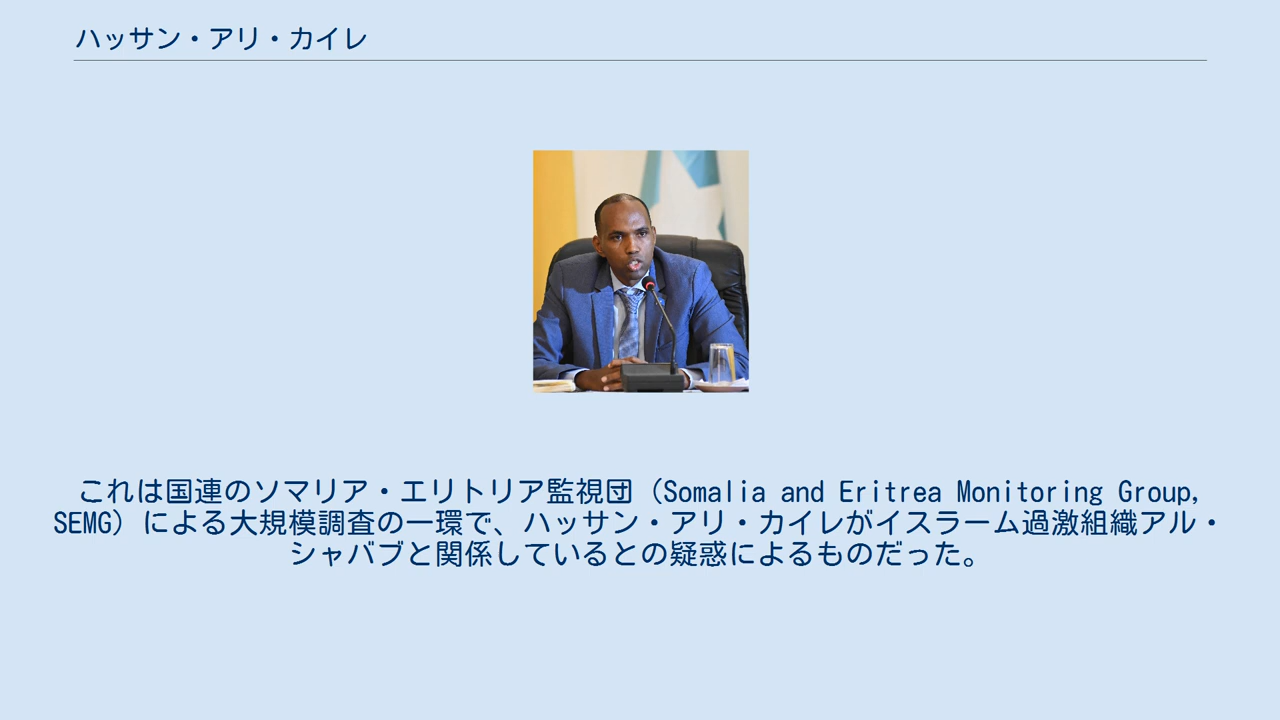 ハッサン・アリ・カイレ
これは国連のソマリア・エリトリア監視団（Somalia and Eritrea Monitoring Group,
SEMG）による大規模調査の一環で、ハッサン・アリ・カイレがイスラーム過激組織アル・
シャバブと関係しているとの疑惑によるものだった。